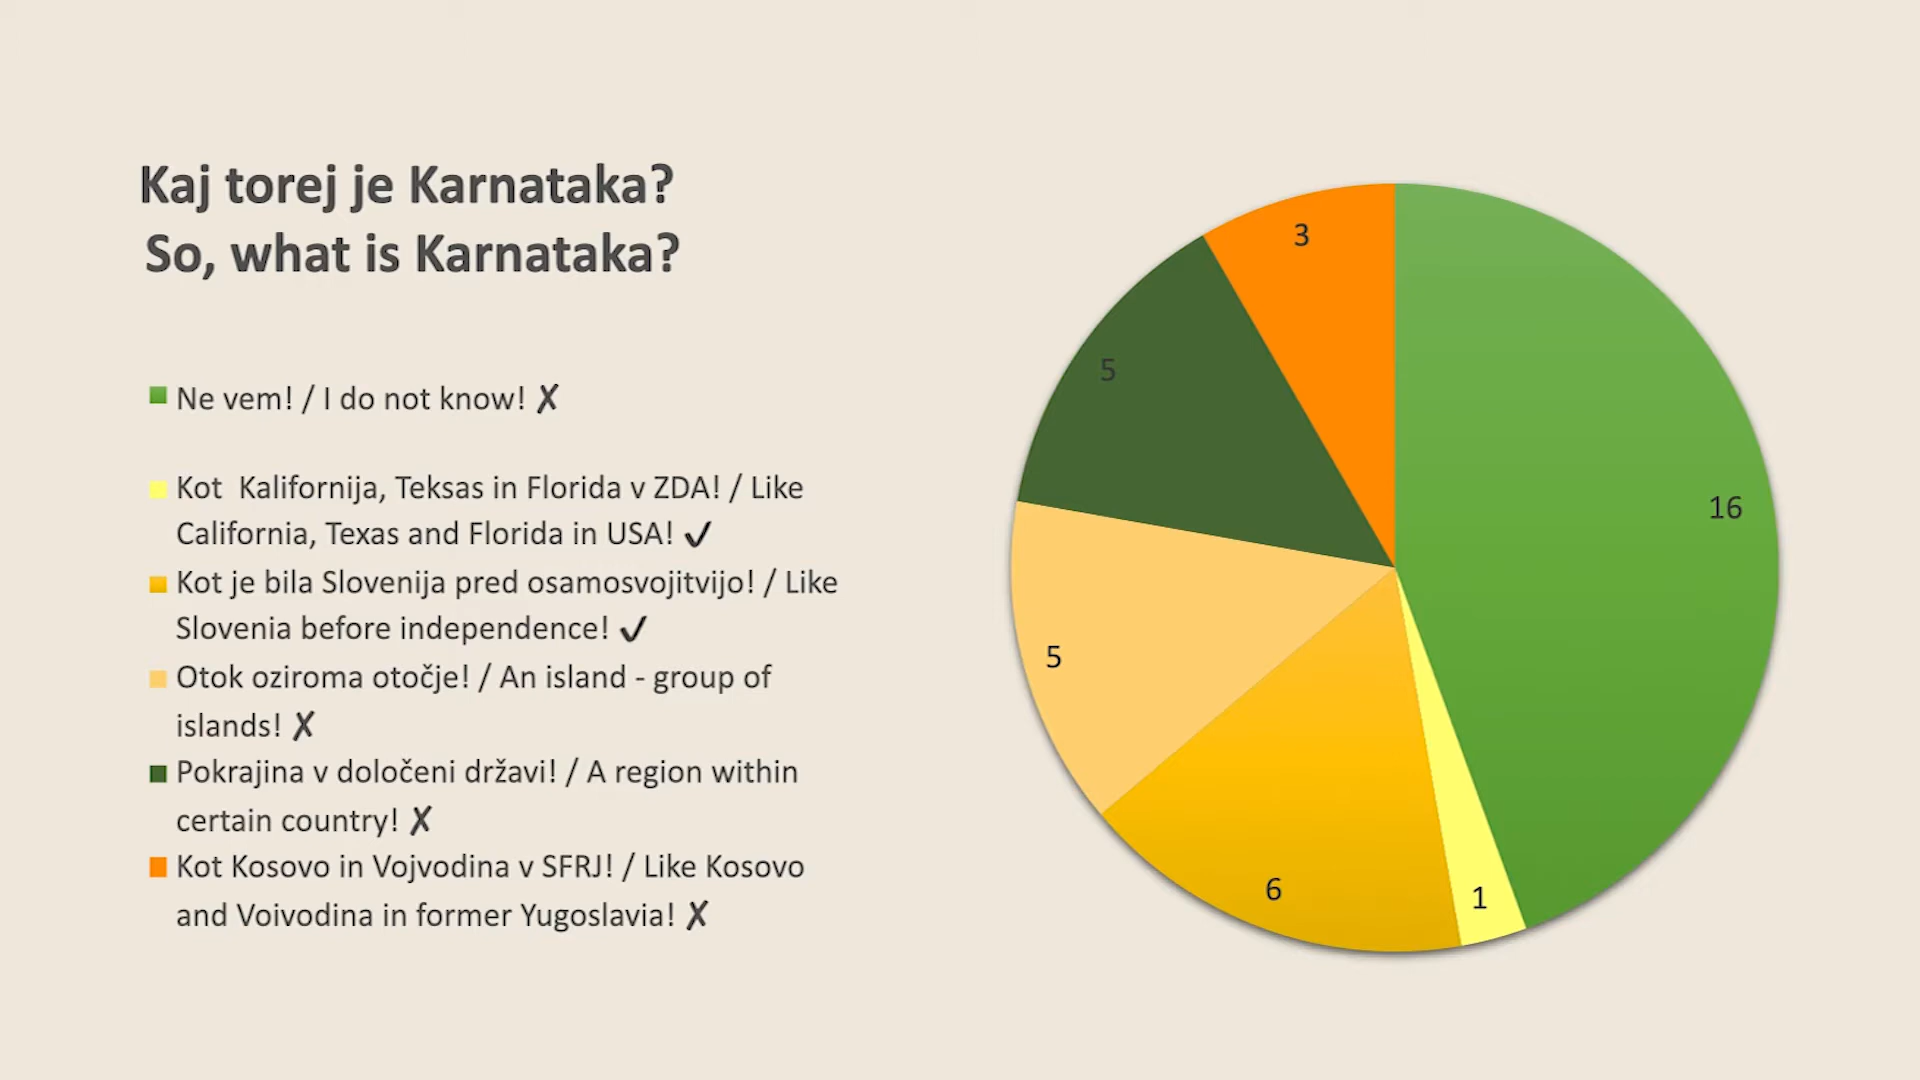 Kaj torej je Karnataka?
So, what is Karnataka?
Ne vem! / I do not know! ✗
Kot  Kalifornija, Teksas in Florida v ZDA! / Like
California, Texas and Florida in USA! ✓
Kot je bila Slovenija pred osamosvojitvijo! / Like
Slovenia before independence! ✓
Otok oziroma otočje! / An island - group of
islands! ✗
Pokrajina v določeni državi! / A region within
certain country! ✗
Kot Kosovo in Vojvodina v SFRJ! / Like Kosovo
and Voivodina in former Yugoslavia! ✗
3
5
16
5
6
1